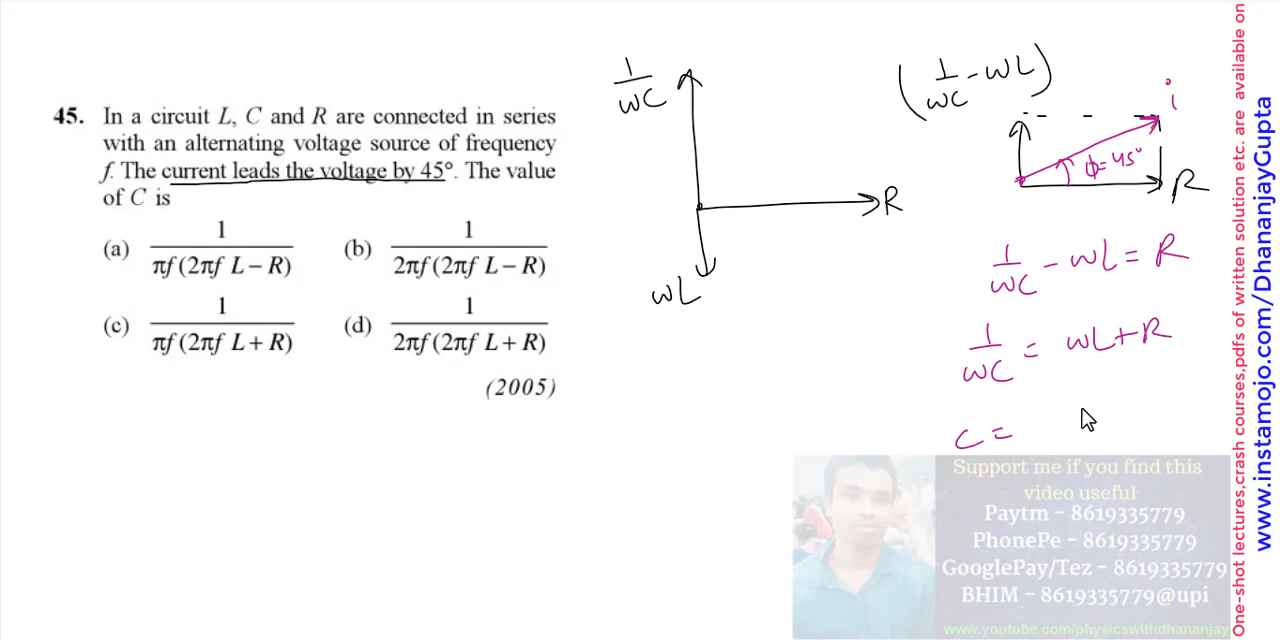 45. In a circuit L, C and R are connected in series
with an alternating voltage source of frequency
f. The current leads the voltage by 45°. The value
of C is
(a) 1/πf(2πf L – R) (b) 1/2πf(2πf L – R)
(c) 1/πf(2πf L + R) (d) 1/2πf(2πf L + R)
(2005)
1/ωC
R
ωL
(1/ωC - ωL)
i
ϕ=45°
R
1/ωC - ωL = R
1/ωC = ωL+R
C =
Support me if you find this
video useful
Paytm - 8619335779
PhonePe - 8619335779
GooglePay/Tez - 8619335779
BHIM - 8619335779@upi
www.youtube.com/physicswithdhananjay
One-shot lectures,crash courses,pdfs of written solution etc. are available on
www.instamojo.com/DhananjayGupta